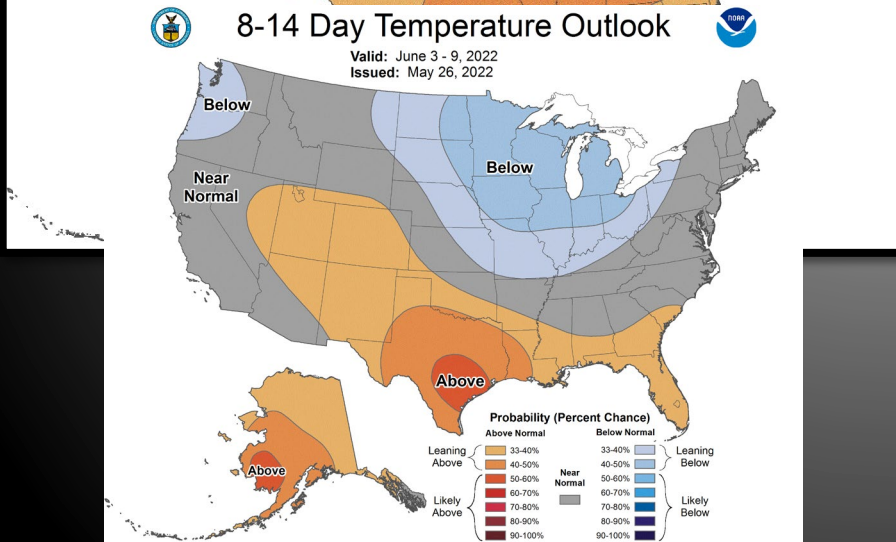 8-14 Day Temperature Outlook
NOAA
Valid: June 3 - 9, 2022
Issued: May 26, 2022
Below
Below
Near
Normal
Above
Above
Probability (Percent Chance)
Above Normal
Below Normal
Leaning
Above
33-40%
40-50%
Likely
Above
50-60%
60-70%
70-80%
80-90%
90-100%
Near
Normal
33-40%
40-50%
Leaning
Below
50-60%
60-70%
70-80%
80-90%
90-100%
Likely
Below